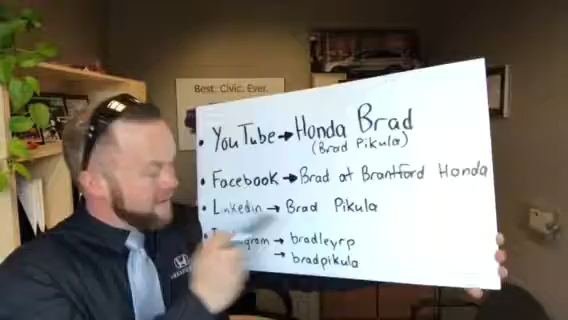 Best. Civic. Ever.
• YouTube → Honda Brad
(Brad Pikula)
• Facebook → Brad at Brantford Honda
• Linkedin → Brad Pikula
→ bradleyrp
→ bradpikula